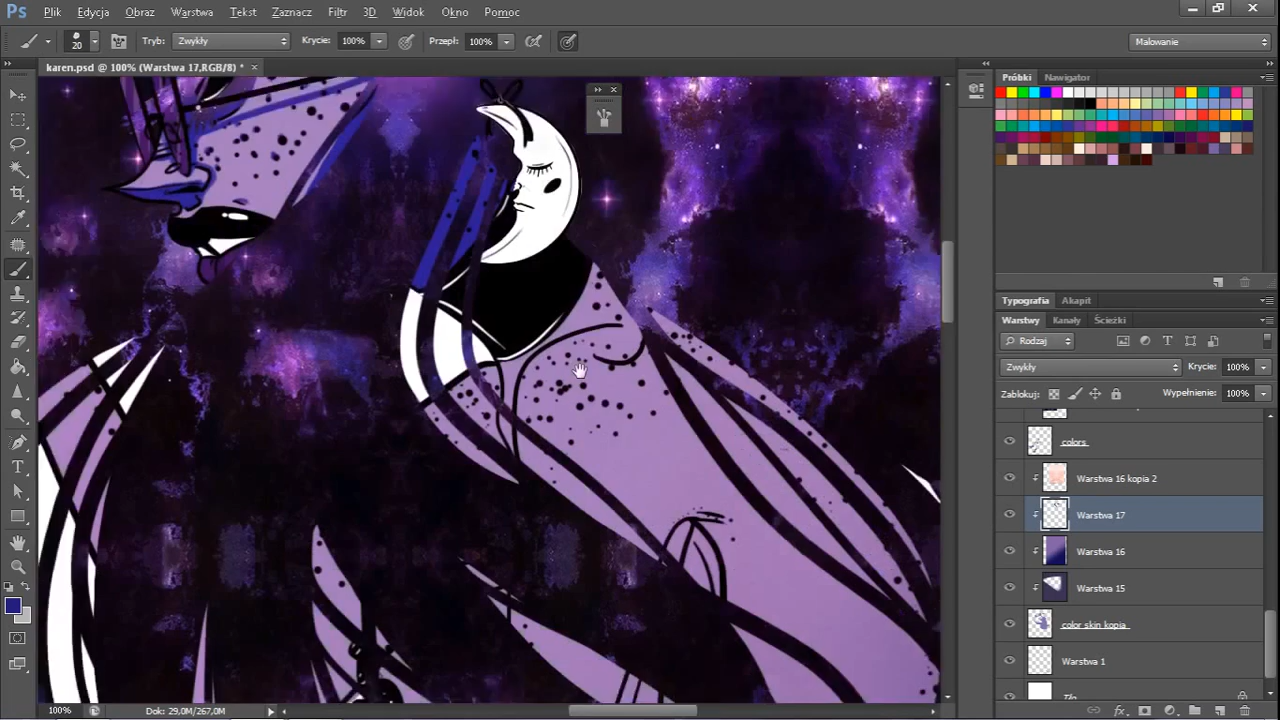 Ps Plik Edycja Obraz Warstwa Tekst Zaznacz Filtr 3D Widok Okno Pomoc
20 Tryb: Zwykły Krycie: 100% Przepł: 100% Malowanie
karen.psd @ 100% (Warstwa 17,RGB/8) * ×
Próbki Nawigator
Typografia Akapit
Warstwy Kanały Ścieżki
Rodzaj
Zwykły Krycie: 100%
Zablokuj: Wypełnienie: 100%
colors
Warstwa 16 kopia 2
Warstwa 17
Warstwa 16
Warstwa 15
color skin kopia
Warstwa 1
Tło
100% Dok: 29,0M/267,0M